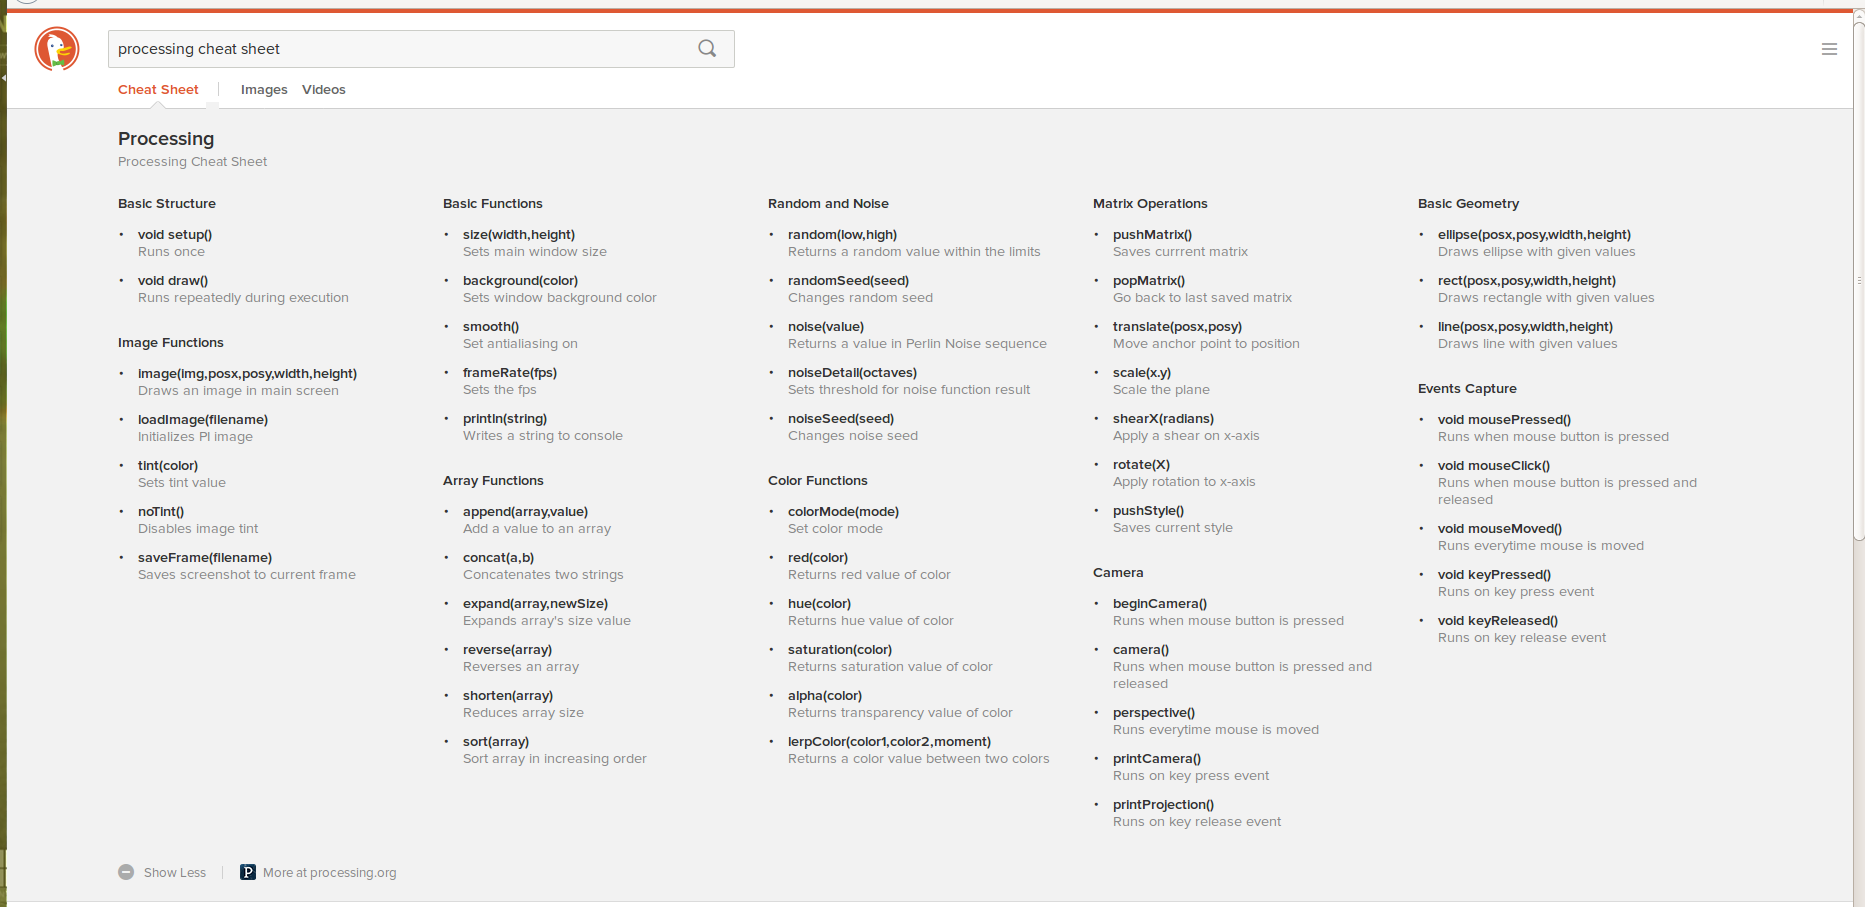 processing cheat sheet
Cheat Sheet
Images
Videos
Processing
Processing Cheat Sheet
Basic Structure
void setup()
Runs once
void draw()
Runs repeatedly during execution
Image Functions
image(img,posx,posy,width,height)
Draws an image in main screen
loadImage(filename)
Initializes PI image
tint(color)
Sets tint value
noTint()
Disables image tint
saveFrame(filename)
Saves screenshot to current frame
Basic Functions
size(width,height)
Sets main window size
background(color)
Sets window background color
smooth()
Set antialiasing on
frameRate(fps)
Sets the fps
println(string)
Writes a string to console
Array Functions
append(array,value)
Add a value to an array
concat(a,b)
Concatenates two strings
expand(array,newSize)
Expands array's size value
reverse(array)
Reverses an array
shorten(array)
Reduces array size
sort(array)
Sort array in increasing order
Random and Noise
random(low,high)
Returns a random value within the limits
randomSeed(seed)
Changes random seed
noise(value)
Returns a value in Perlin Noise sequence
noiseDetail(octaves)
Sets threshold for noise function result
noiseSeed(seed)
Changes noise seed
Color Functions
colorMode(mode)
Set color mode
red(color)
Returns red value of color
hue(color)
Returns hue value of color
saturation(color)
Returns saturation value of color
alpha(color)
Returns transparency value of color
lerpColor(color1,color2,moment)
Returns a color value between two colors
Matrix Operations
pushMatrix()
Saves currrent matrix
popMatrix()
Go back to last saved matrix
translate(posx,posy)
Move anchor point to position
scale(x.y)
Scale the plane
shearX(radians)
Apply a shear on x-axis
rotate(X)
Apply rotation to x-axis
pushStyle()
Saves current style
Camera
beginCamera()
Runs when mouse button is pressed
camera()
Runs when mouse button is pressed and
released
perspective()
Runs everytime mouse is moved
printCamera()
Runs on key press event
printProjection()
Runs on key release event
Basic Geometry
ellipse(posx,posy,width,height)
Draws ellipse with given values
rect(posx,posy,width,height)
Draws rectangle with given values
line(posx,posy,width,height)
Draws line with given values
Events Capture
void mousePressed()
Runs when mouse button is pressed
void mouseClick()
Runs when mouse button is pressed and
released
void mouseMoved()
Runs everytime mouse is moved
void keyPressed()
Runs on key press event
void keyReleased()
Runs on key release event
Show Less
P More at processing.org